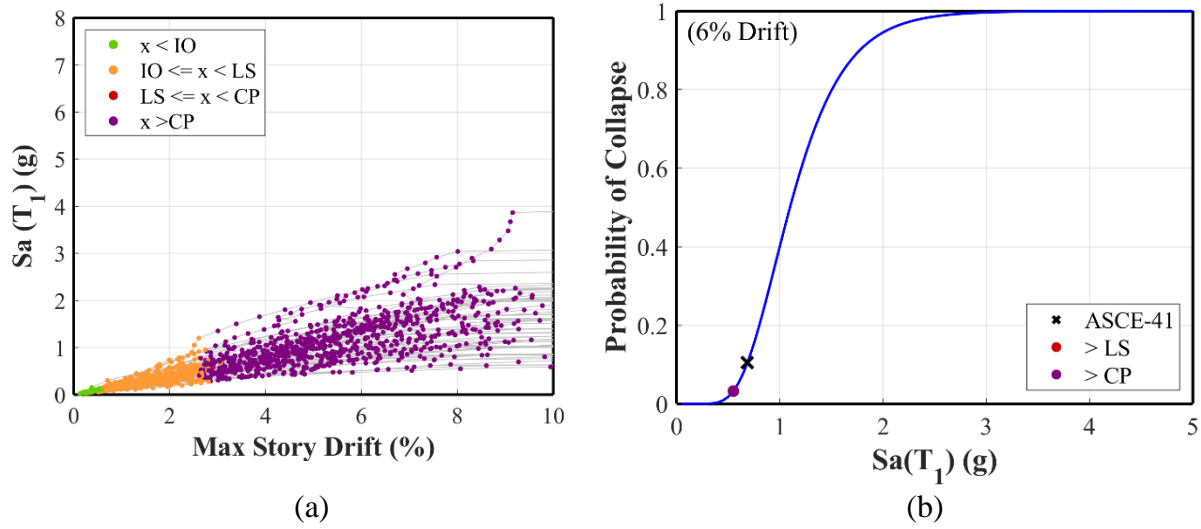 8
7
6
5
4
3
2
1
0
Sa (T1) (g)
x < IO
IO <= x < LS
LS <= x < CP
x >CP
0 2 4 6 8 10
Max Story Drift (%)
(a)
(6% Drift)
1
0.8
0.6
0.4
0.2
0
Probability of Collapse
ASCE-41
> LS
> CP
0 1 2 3 4 5
Sa(T1) (g)
(b)